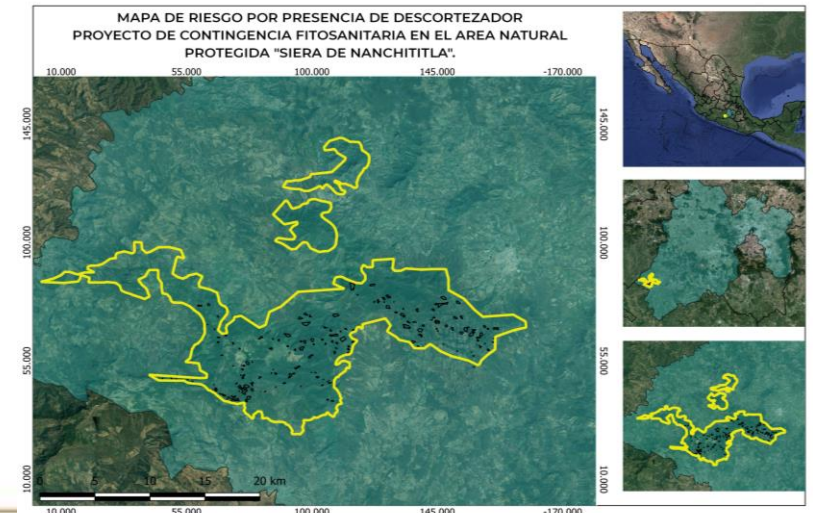 MAPA DE RIESGO POR PRESENCIA DE DESCORTEZADOR
PROYECTO DE CONTINGENCIA FITOSANITARIA EN EL AREA NATURAL
PROTEGIDA "SIERA DE NANCHITITLA".
10.000 55.000 100.000 145.000 -170.000
145.000 145.000
100.000 100.000
55.000 55.000
10.000 10.000
0 5 10 15 20 km
10.000 55.000 100.000 145.000 -170.000